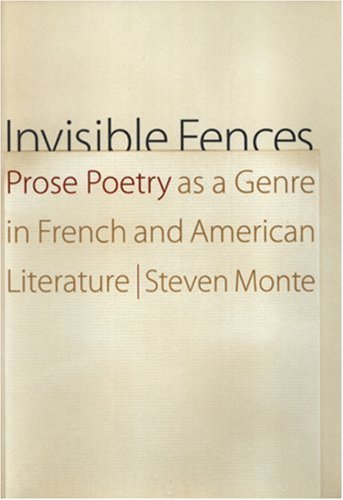 Invisible Fences
Prose Poetry as a Genre
in French and American
Literature | Steven Monte